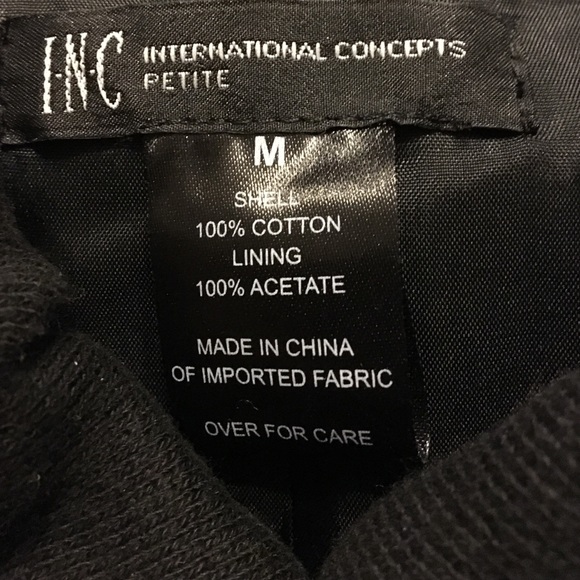 I·N·C INTERNATIONAL CONCEPTS
PETITE
M
SHELL
100% COTTON
LINING
100% ACETATE
MADE IN CHINA
OF IMPORTED FABRIC
OVER FOR CARE